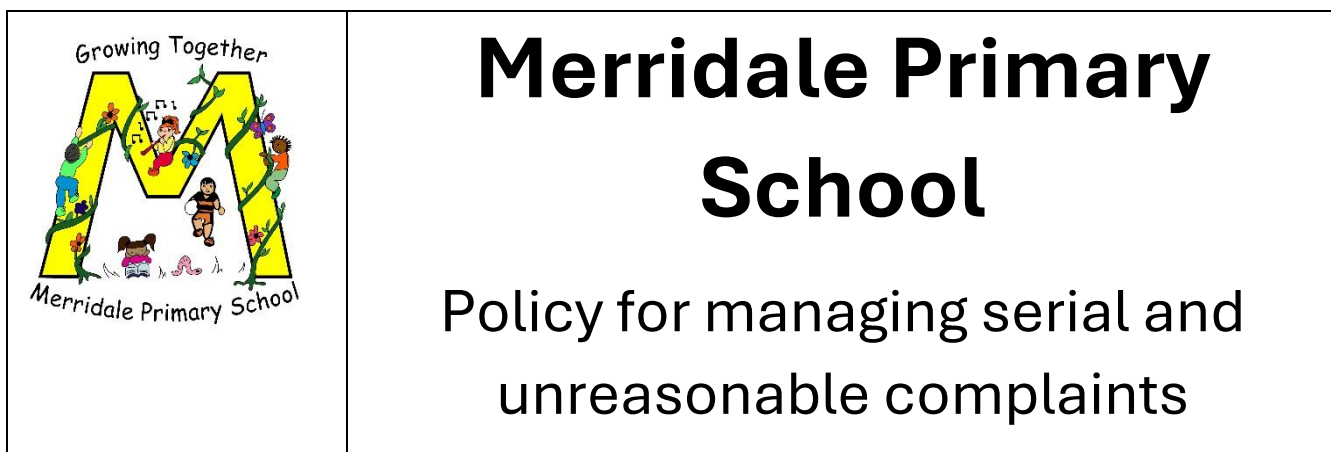 Growing Together
Merridale Primary School
Merridale Primary
School
Policy for managing serial and
unreasonable complaints